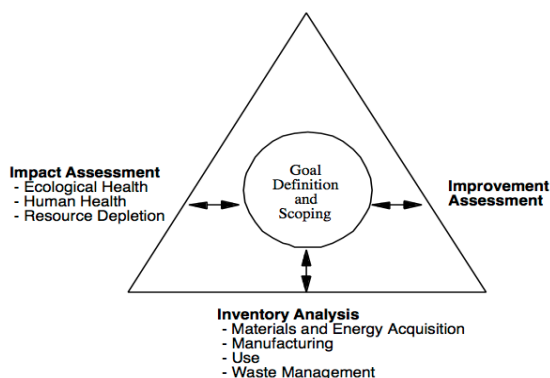 Goal
Definition
and
Scoping
Impact Assessment
- Ecological Health
- Human Health
- Resource Depletion
Improvement
Assessment
Inventory Analysis
- Materials and Energy Acquisition
- Manufacturing
- Use
- Waste Management